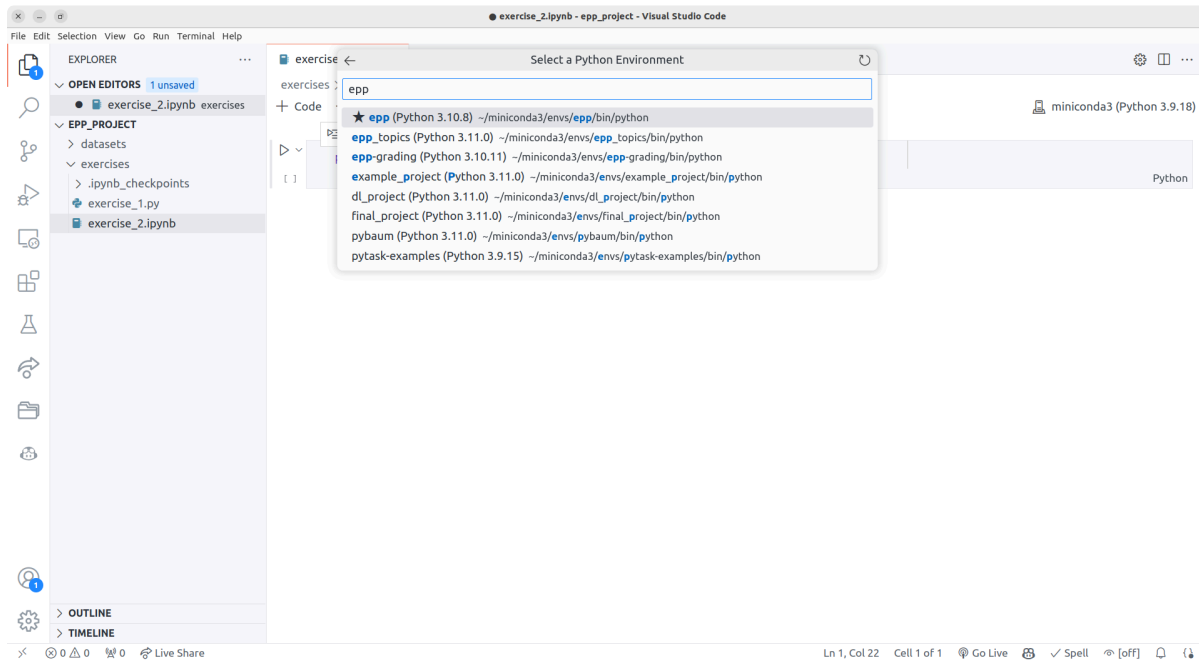 ● exercise_2.ipynb - epp_project - Visual Studio Code
File Edit Selection View Go Run Terminal Help
EXPLORER
OPEN EDITORS 1 unsaved
● exercise_2.ipynb exercises
EPP_PROJECT
datasets
exercises
.ipynb_checkpoints
exercise_1.py
exercise_2.ipynb
OUTLINE
TIMELINE
exercise
exercises
+ Code
Select a Python Environment
epp
★ epp (Python 3.10.8) ~/miniconda3/envs/epp/bin/python
epp_topics (Python 3.11.0) ~/miniconda3/envs/epp_topics/bin/python
epp-grading (Python 3.10.11) ~/miniconda3/envs/epp-grading/bin/python
example_project (Python 3.11.0) ~/miniconda3/envs/example_project/bin/python
dl_project (Python 3.11.0) ~/miniconda3/envs/dl_project/bin/python
final_project (Python 3.11.0) ~/miniconda3/envs/final_project/bin/python
pybaum (Python 3.11.0) ~/miniconda3/envs/pybaum/bin/python
pytask-examples (Python 3.9.15) ~/miniconda3/envs/pytask-examples/bin/python
miniconda3 (Python 3.9.18)
[ ]
Python
1
1
0 0 0 Live Share
Ln 1, Col 22 Cell 1 of 1 Go Live Spell [off]